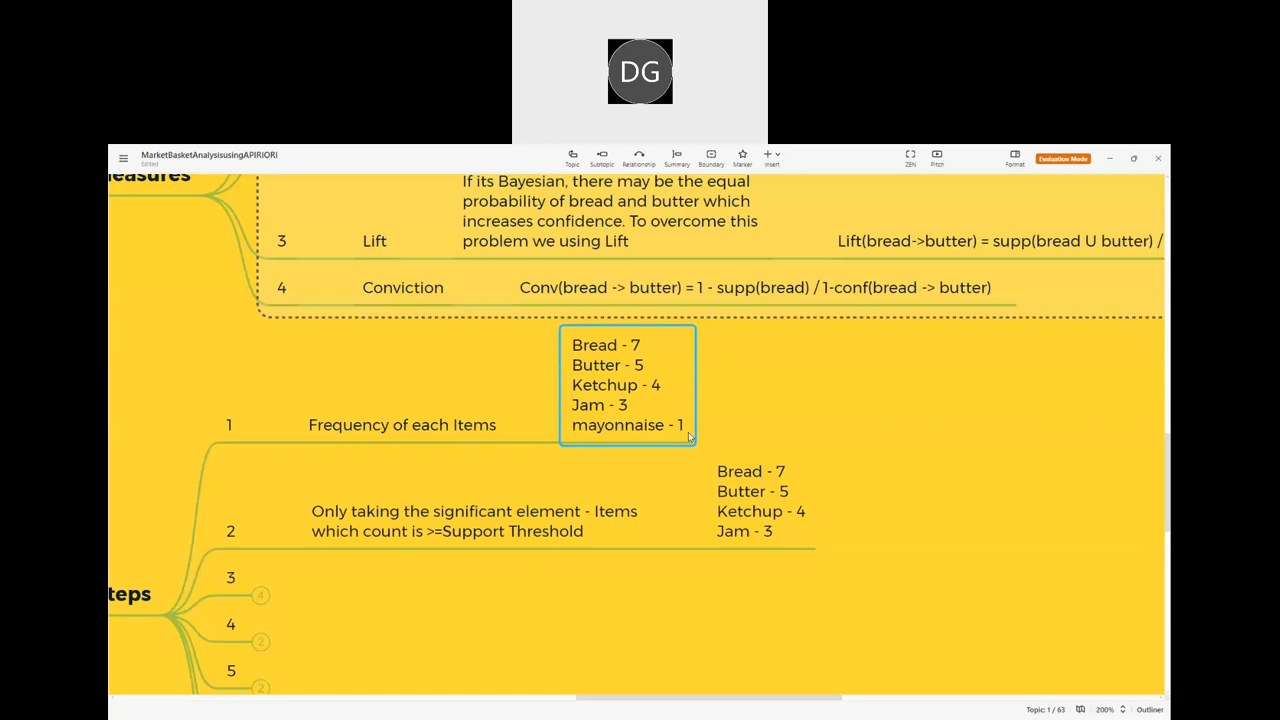 DG
MarketBasketAnalysisusingAPIRIORI
Edited
Topic
Subtopic
Relationship
Summary
Boundary
Marker
Insert
ZEN
Pitch
Format
Evaluation Mode
easures
If its Bayesian, there may be the equal
probability of bread and butter which
increases confidence. To overcome this
problem we using Lift
3 Lift
Lift(bread->butter) = supp(bread U butter) /
4 Conviction Conv(bread -> butter) = 1 - supp(bread) / 1-conf(bread -> butter)
Bread - 7
Butter - 5
Ketchup - 4
Jam - 3
mayonnaise - 1
1 Frequency of each Items
Bread - 7
Butter - 5
Ketchup - 4
Jam - 3
2 Only taking the significant element - Items
which count is >=Support Threshold
3 4
teps
4 2
5 2
Topic: 1 / 63
200%
Outliner